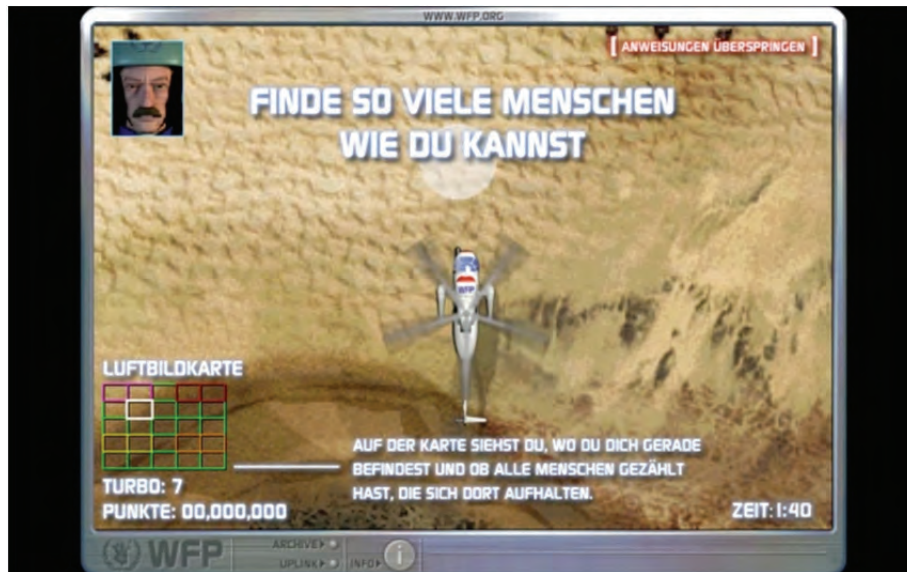 WWW.WFP.ORG
[ ANWEISUNGEN ÜBERSPRINGEN ]
FINDE SO VIELE MENSCHEN
WIE DU KANNST
WFP
LUFTBILDKARTE
AUF DER KARTE SIEHST DU, WO DU DICH GERADE
BEFINDEST UND OB ALLE MENSCHEN GEZÄHLT
HAST, DIE SICH DORT AUFHALTEN.
TURBO: 7
PUNKTE: 00,000,000
ZEIT: 1:40
WFP
ARCHIVE
UPLINK
INFO
i